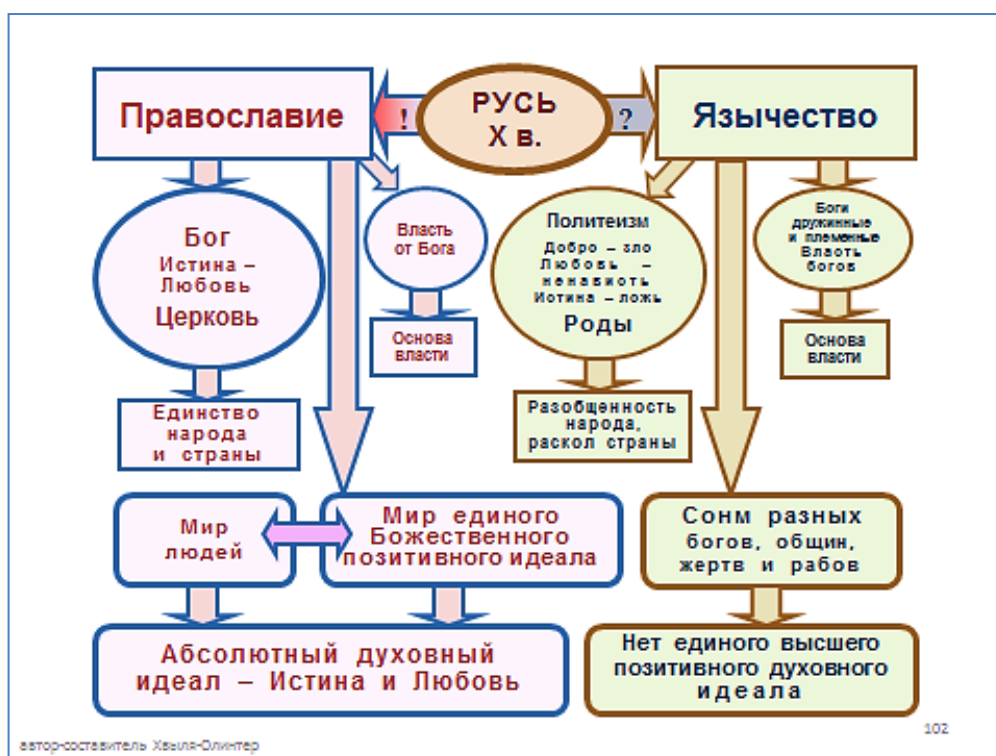 Православие
!
РУСЬ
X в.
?
Язычество
Бог
Истина –
Любовь
Церковь
Власть
от Бога
Политеизм
Добро – зло
Любовь –
ненависть
Истина – ложь
Роды
Боги
дружинные
и племенные
Власть
богов
Основа
власти
Основа
власти
Единство
народа
и страны
Разобщенность
народа,
раскол страны
Мир
людей
Мир единого
Божественного
позитивного идеала
Сонм разных
богов, общин,
жертв и рабов
Абсолютный духовный
идеал – Истина и Любовь
Нет единого высшего
позитивного духовного
идеала
102
автор-составитель Хвыля-Олинтер